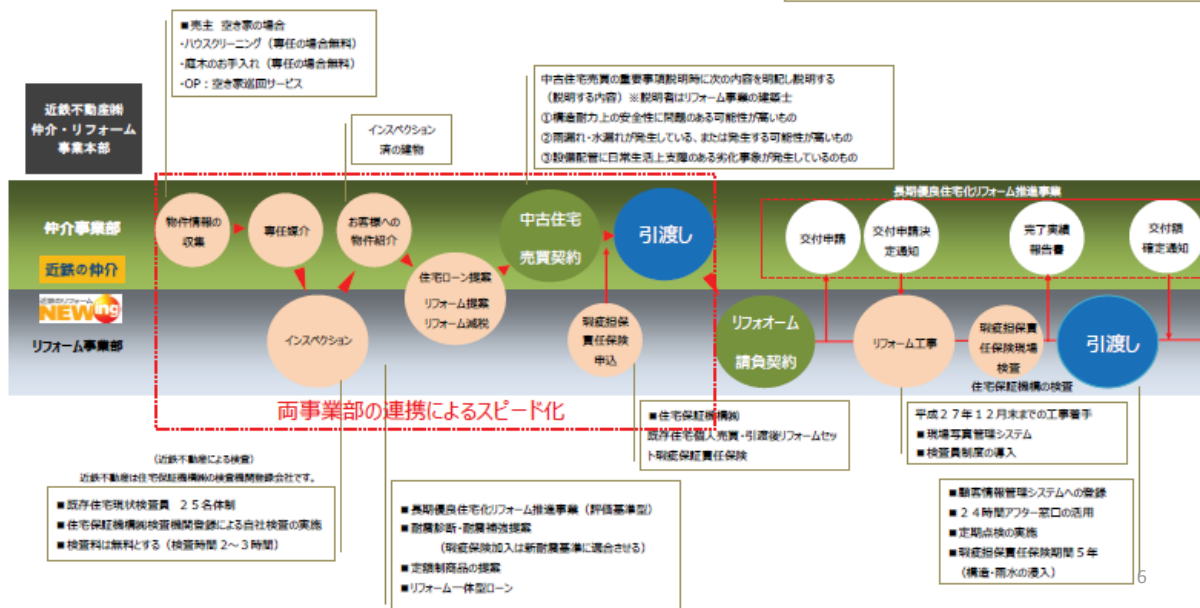 ■売主 空き家の場合
・ハウスクリーニング（専任の場合無料）
・庭木のお手入れ（専任の場合無料）
・OP：空き家巡回サービス
近鉄不動産㈱
仲介・リフォーム
事業本部
インスペクション
済の建物
中古住宅売買の重要事項説明時に次の内容を明記し説明する
（説明する内容）※説明者はリフォーム事業の建築士
①構造耐力上の安全性に問題のある可能性が高いもの
②雨漏れ・水漏れが発生している、または発生する可能性が高いもの
③設備配管に日常生活上支障のある劣化事象が発生しているのもの
長期優良住宅化リフォーム推進事業
仲介事業部
近鉄の仲介
物件情報の
収集
専任媒介
お客様への
物件紹介
中古住宅
売買契約
引渡し
交付申請
交付申請決
定通知
完了実績
報告書
交付額
確定通知
住宅ローン提案
リフォーム提案
リフォーム減税
近鉄のリフォーム
NEWing
リフォーム事業部
インスペクション
瑕疵担保
責任保険
申込
リフォオーム
請負契約
リフォーム工事
瑕疵担保責
任保険現場
検査
引渡し
住宅保証機構の検査
両事業部の連携によるスピード化
■住宅保証機構㈱
既存住宅個人売買・引渡後リフォームセッ
ト瑕疵保証責任保険
平成２７年１２月末までの工事着手
■現場写真管理システム
■検査員制度の導入
（近鉄不動産による検査）
近鉄不動産は住宅保証機構㈱の検査機関登録会社です。
■既存住宅現状検査員 ２５名体制
■住宅保証機構㈱検査機関登録による自社検査の実施
■検査料は無料とする（検査時間２～３時間）
■長期優良住宅化リフォーム推進事業（評価基準型）
■耐震診断・耐震補強提案
（瑕疵保険加入は新耐震基準に適合させる）
■定額制商品の提案
■リフォーム一体型ローン
■顧客情報管理システムへの登録
■２４時間アフター窓口の活用
■定期点検の実施
■瑕疵担保責任保険期間５年
（構造・雨水の浸入）
6